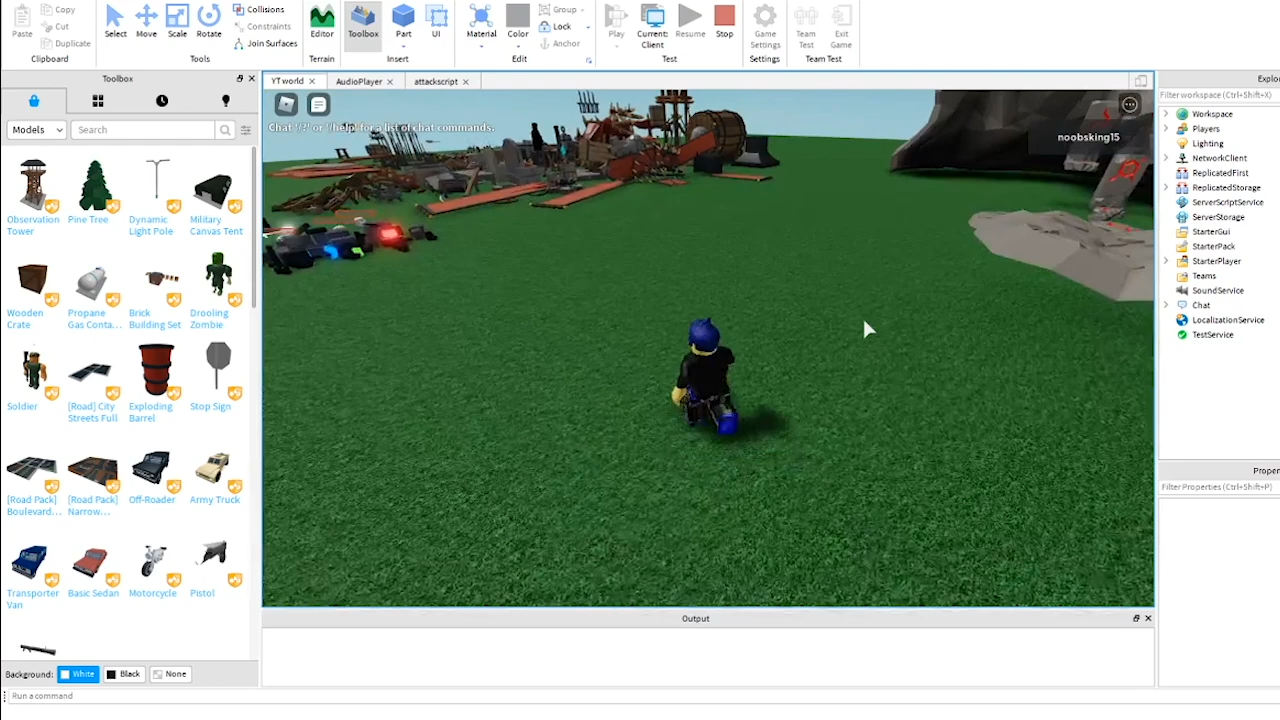 Copy
Collisions
Group
Paste
Cut
Select
Move
Scale
Rotate
Constraints
Editor
Toolbox
Part
UI
Material
Color
Lock
Play
Current:
Client
Resume
Stop
Game
Settings
Team
Test
Exit
Game
Duplicate
Join Surfaces
Anchor
Clipboard
Tools
Terrain
Insert
Edit
Test
Settings
Team Test
Toolbox
YT world
AudioPlayer
attackscript
Explo
Models
Search
Filter workspace (Ctrl+Shift+X)
Chat '/?' or '/help' for a list of chat commands.
noobsking15
Workspace
Players
Lighting
NetworkClient
ReplicatedFirst
ReplicatedStorage
ServerScriptService
ServerStorage
StarterGui
StarterPack
StarterPlayer
Teams
SoundService
Chat
LocalizationService
TestService
Observation
Tower
Pine Tree
Dynamic
Light Pole
Military
Canvas Tent
Wooden
Crate
Propane
Gas Conta...
Brick
Building Set
Drooling
Zombie
Soldier
[Road] City
Streets Full
Exploding
Barrel
Stop Sign
[Road Pack]
Boulevard...
[Road Pack]
Narrow...
Off-Roader
Army Truck
Transporter
Van
Basic Sedan
Motorcycle
Pistol
Proper
Filter Properties (Ctrl+Shift+P)
Output
Background:
White
Black
None
Run a command